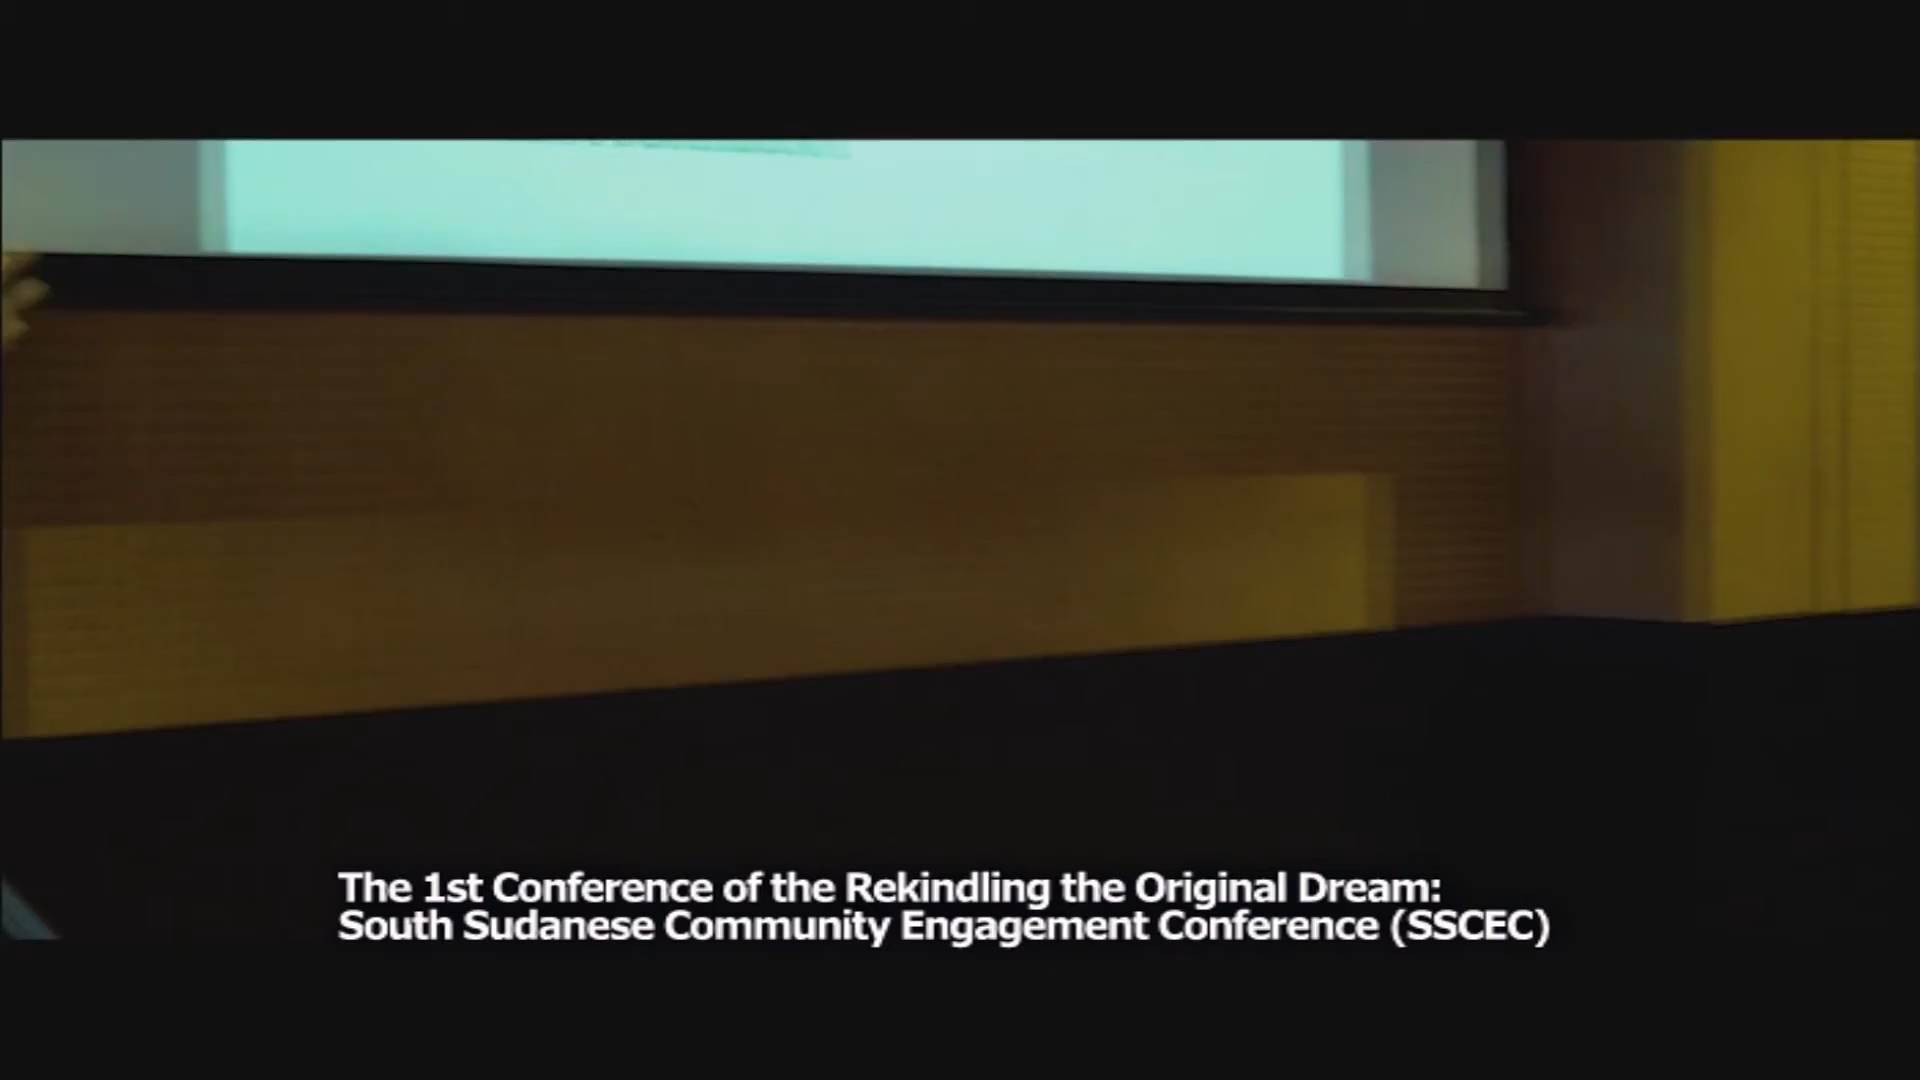 The 1st Conference of the Rekindling the Original Dream:
South Sudanese Community Engagement Conference (SSCEC)